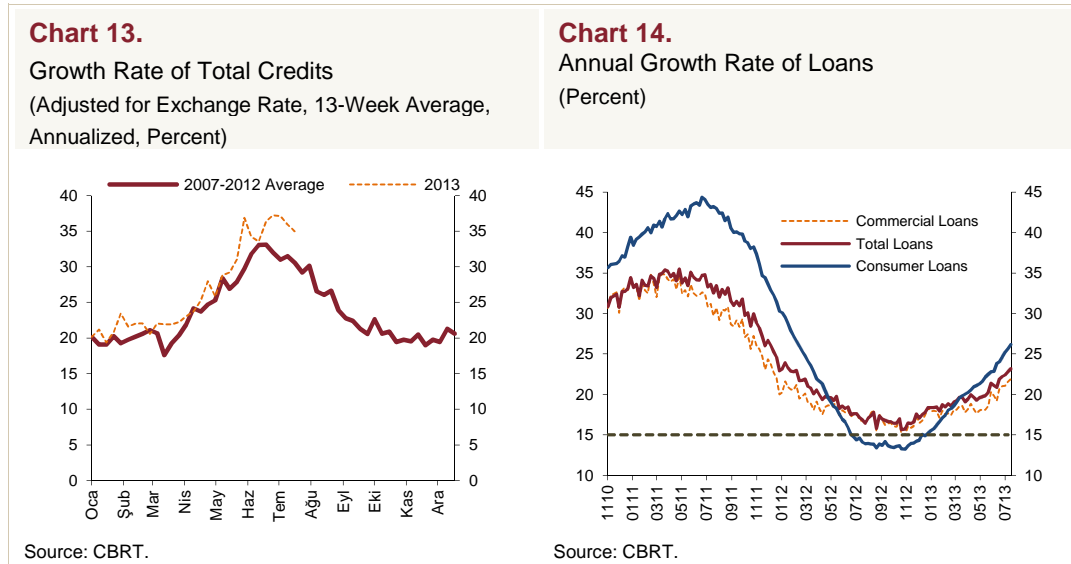 Chart 13.
Growth Rate of Total Credits
(Adjusted for Exchange Rate, 13-Week Average,
Annualized, Percent)
2007-2012 Average
2013
40
35
30
25
20
15
10
5
0
40
35
30
25
20
15
10
5
0
Oca
Şub
Mar
Nis
May
Haz
Tem
Ağu
Eyl
Eki
Kas
Ara
Source: CBRT.
Chart 14.
Annual Growth Rate of Loans
(Percent)
Commercial Loans
Total Loans
Consumer Loans
45
40
35
30
25
20
15
10
45
40
35
30
25
20
15
10
1110
0111
0311
0511
0711
0911
1111
0112
0312
0512
0712
0912
1112
0113
0313
0513
0713
Source: CBRT.